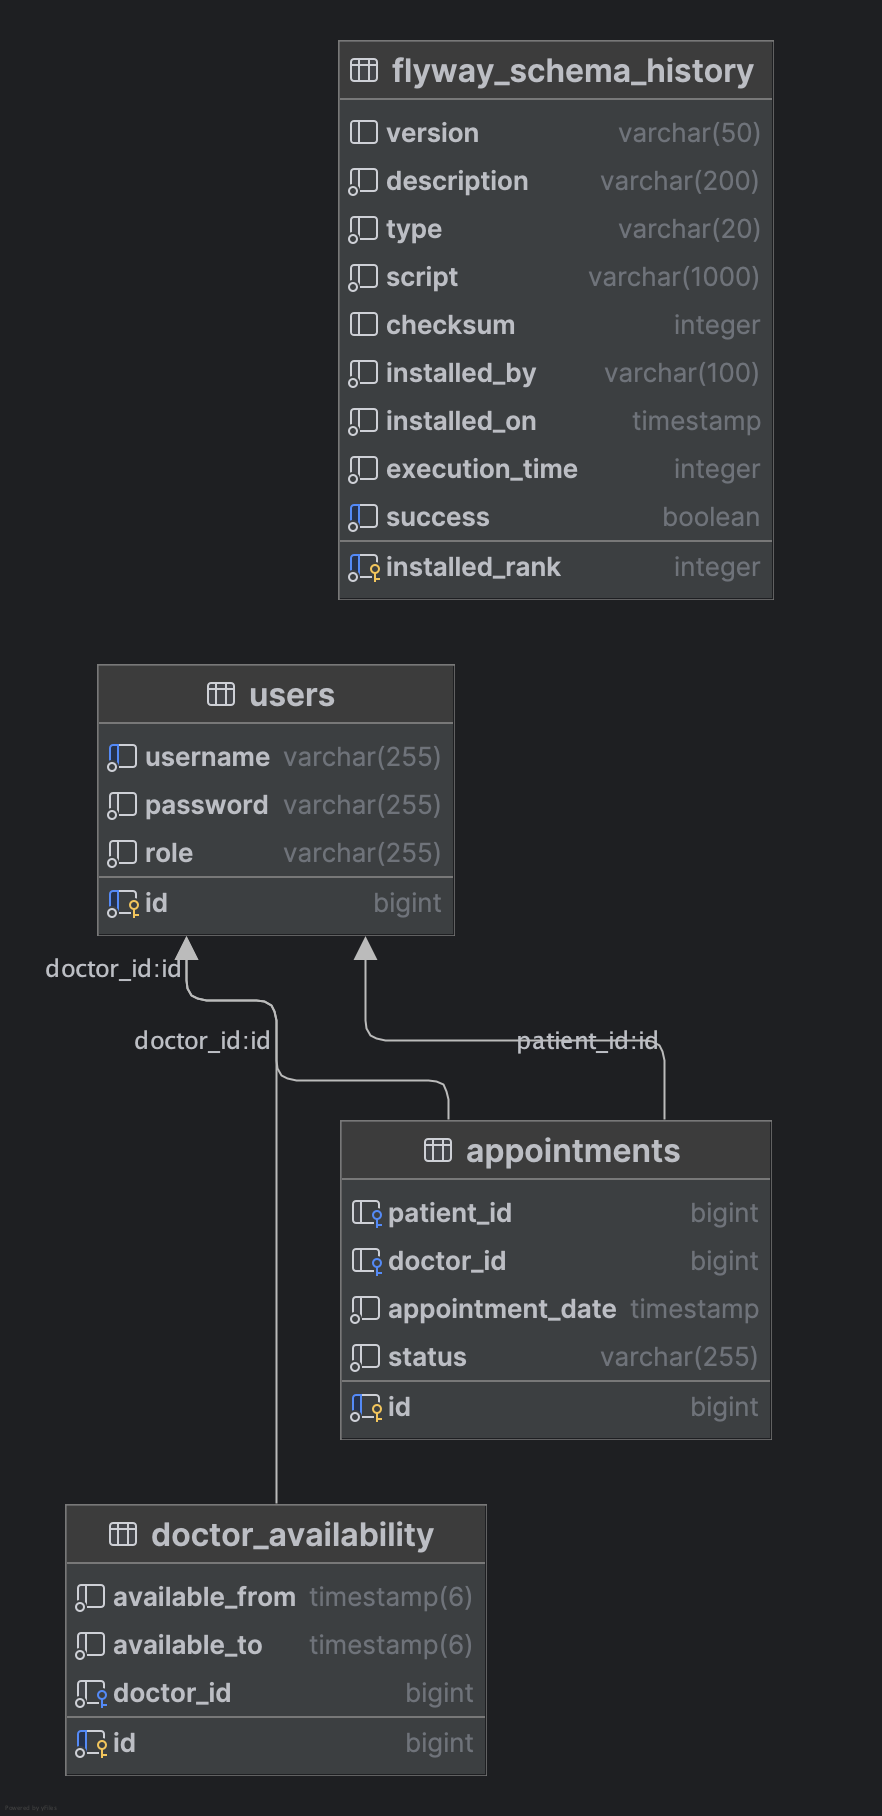 flyway_schema_history
version varchar(50)
description varchar(200)
type varchar(20)
script varchar(1000)
checksum integer
installed_by varchar(100)
installed_on timestamp
execution_time integer
success boolean
installed_rank integer
users
username varchar(255)
password varchar(255)
role varchar(255)
id bigint
doctor_id:id
doctor_id:id
patient_id:id
appointments
patient_id bigint
doctor_id bigint
appointment_date timestamp
status varchar(255)
id bigint
doctor_availability
available_from timestamp(6)
available_to timestamp(6)
doctor_id bigint
id bigint
Powered by yFiles